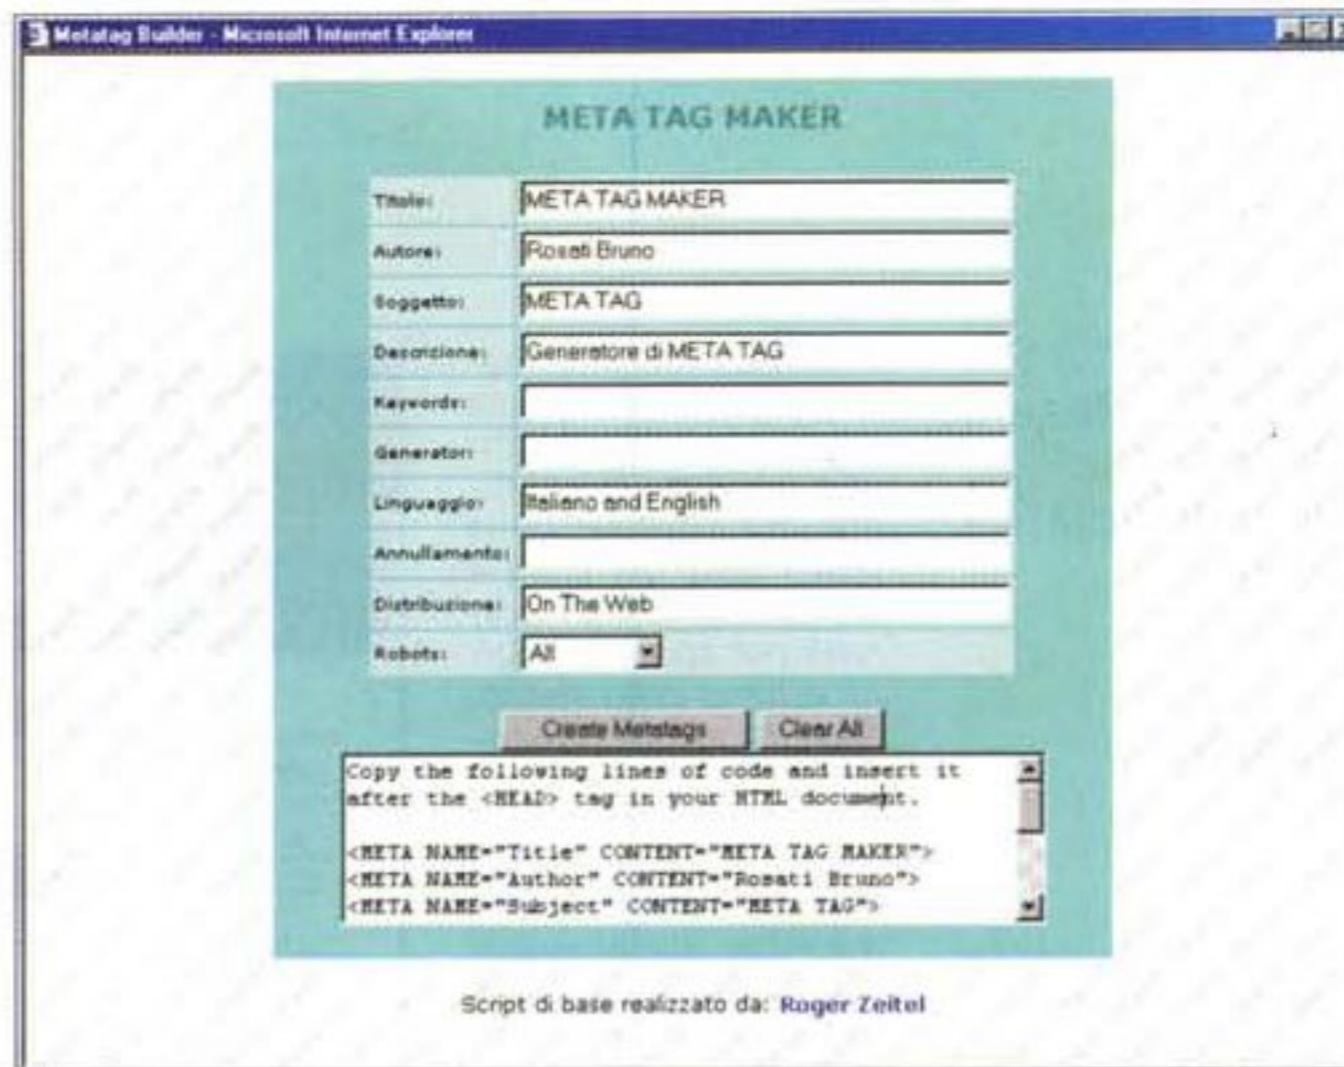 Metatag Builder - Microsoft Internet Explorer
META TAG MAKER
Titolo: META TAG MAKER
Autore: Rosati Bruno
Soggetto: META TAG
Descrizione: Generatore di META TAG
Keywords:
Generator:
Linguaggio: Italiano and English
Annullamento:
Distribuzione: On The Web
Robots: All
Create Metatags Clear All
Copy the following lines of code and insert it
after the <HEAD> tag in your HTML document.
<META NAME="Title" CONTENT="META TAG MAKER">
<META NAME="Author" CONTENT="Rosati Bruno">
<META NAME="Subject" CONTENT="META TAG">
Script di base realizzato da: Roger Zeitel